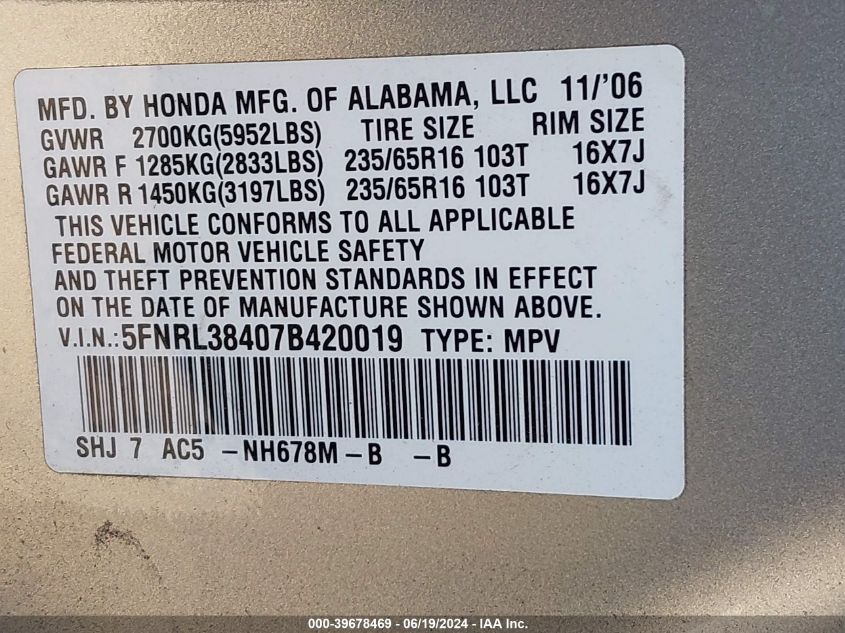 MFD. BY HONDA MFG. OF ALABAMA, LLC 11/'06
GVWR 2700KG(5952LBS) TIRE SIZE RIM SIZE
GAWR F 1285KG(2833LBS) 235/65R16 103T 16X7J
GAWR R 1450KG(3197LBS) 235/65R16 103T 16X7J
THIS VEHICLE CONFORMS TO ALL APPLICABLE
FEDERAL MOTOR VEHICLE SAFETY
AND THEFT PREVENTION STANDARDS IN EFFECT
ON THE DATE OF MANUFACTURE SHOWN ABOVE.
V.I.N.:5FNRL38407B420019 TYPE: MPV
SHJ 7 AC5 -NH678M-B -B
000-39678469 - 06/19/2024 - IAA Inc.